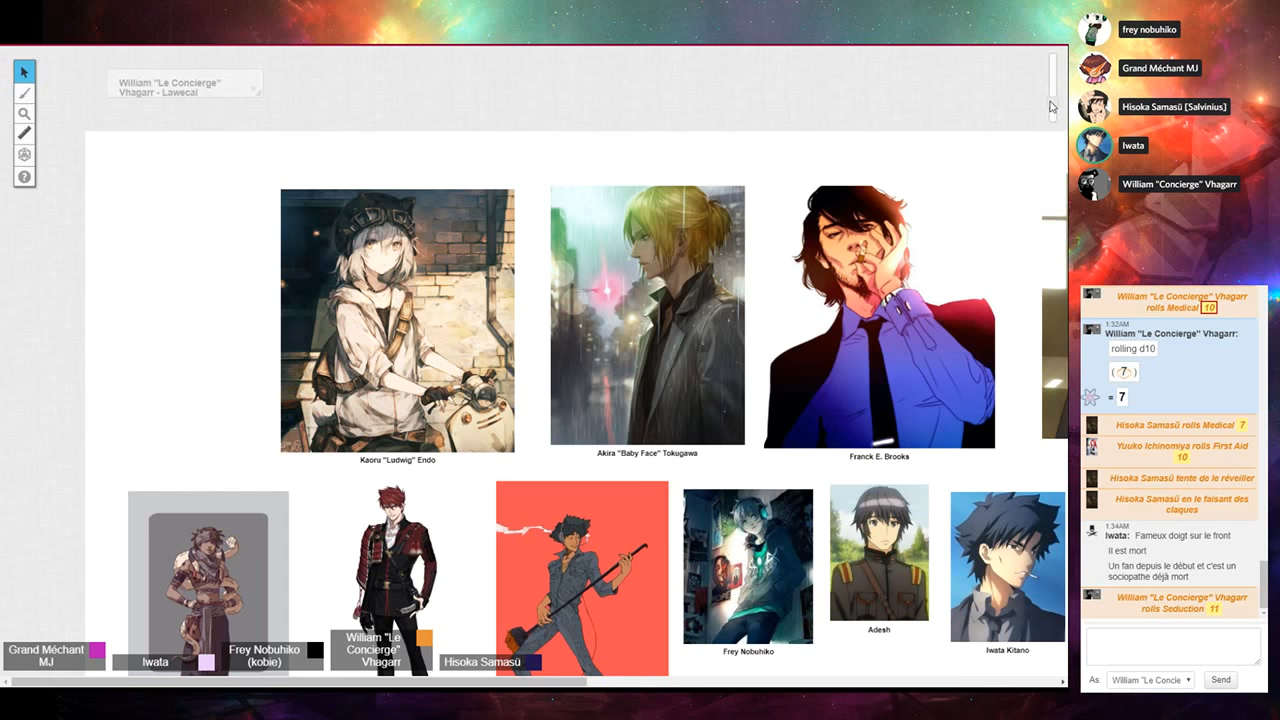 William "Le Concierge"
Vhagarr - Lawecal
Kaoru "Ludwig" Endo
Akira "Baby Face" Tokugawa
Franck E. Brooks
Frey Nobuhiko
Adesh
Iwata Kitano
Grand Méchant
MJ
Iwata
Frey Nobuhiko
(kobie)
William "Le
Concierge"
Vhagarr
Hisoka Samasū
frey nobuhiko
Grand Méchant MJ
Hisoka Samasū [Salvinius]
Iwata
William "Concierge" Vhagarr
William "Le Concierge" Vhagarr
rolls Medical 10
1:32AM
William "Le Concierge" Vhagarr:
rolling d10
(7)
= 7
Hisoka Samasū rolls Medical 7
Yuuko Ichinomiya rolls First Aid
10
Hisoka Samasū tente de le réveiller
Hisoka Samasū en le faisant des
claques
1:34AM
Iwata: Fameux doigt sur le front
Il est mort
Un fan depuis le début et c'est un
sociopathe déjà mort
William "Le Concierge" Vhagarr
rolls Seduction 11
As: William "Le Concie
Send